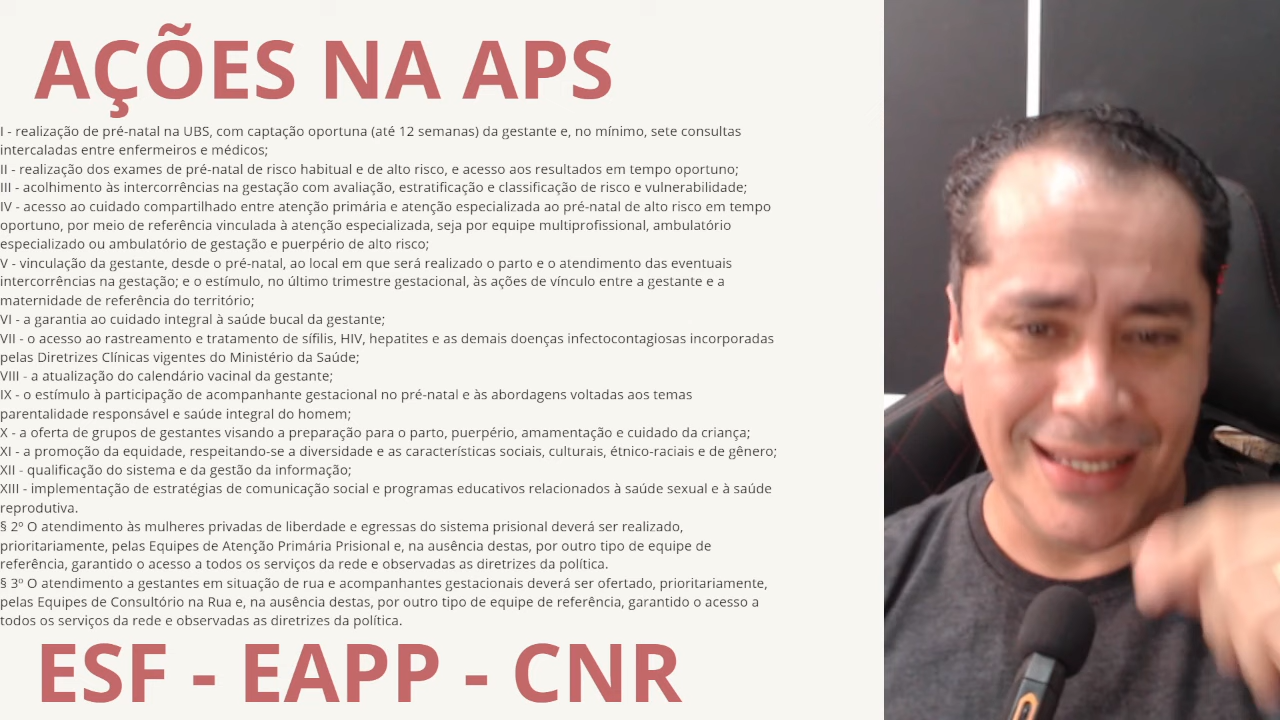 AÇÕES NA APS
I - realização de pré-natal na UBS, com captação oportuna (até 12 semanas) da gestante e, no mínimo, sete consultas
intercaladas entre enfermeiros e médicos;
II - realização dos exames de pré-natal de risco habitual e de alto risco, e acesso aos resultados em tempo oportuno;
III - acolhimento às intercorrências na gestação com avaliação, estratificação e classificação de risco e vulnerabilidade;
IV - acesso ao cuidado compartilhado entre atenção primária e atenção especializada ao pré-natal de alto risco em tempo
oportuno, por meio de referência vinculada à atenção especializada, seja por equipe multiprofissional, ambulatório
especializado ou ambulatório de gestação e puerpério de alto risco;
V - vinculação da gestante, desde o pré-natal, ao local em que será realizado o parto e o atendimento das eventuais
intercorrências na gestação; e o estímulo, no último trimestre gestacional, às ações de vínculo entre a gestante e a
maternidade de referência do território;
VI - a garantia ao cuidado integral à saúde bucal da gestante;
VII - o acesso ao rastreamento e tratamento de sífilis, HIV, hepatites e as demais doenças infectocontagiosas incorporadas
pelas Diretrizes Clínicas vigentes do Ministério da Saúde;
VIII - a atualização do calendário vacinal da gestante;
IX - o estímulo à participação de acompanhante gestacional no pré-natal e às abordagens voltadas aos temas
parentalidade responsável e saúde integral do homem;
X - a oferta de grupos de gestantes visando a preparação para o parto, puerpério, amamentação e cuidado da criança;
XI - a promoção da equidade, respeitando-se a diversidade e as características sociais, culturais, étnico-raciais e de gênero;
XII - qualificação do sistema e da gestão da informação;
XIII - implementação de estratégias de comunicação social e programas educativos relacionados à saúde sexual e à saúde
reprodutiva.
§ 2º O atendimento às mulheres privadas de liberdade e egressas do sistema prisional deverá ser realizado,
prioritariamente, pelas Equipes de Atenção Primária Prisional e, na ausência destas, por outro tipo de equipe de
referência, garantido o acesso a todos os serviços da rede e observadas as diretrizes da política.
§ 3º O atendimento a gestantes em situação de rua e acompanhantes gestacionais deverá ser ofertado, prioritariamente,
pelas Equipes de Consultório na Rua e, na ausência destas, por outro tipo de equipe de referência, garantido o acesso a
todos os serviços da rede e observadas as diretrizes da política.
ESF - EAPP - CNR